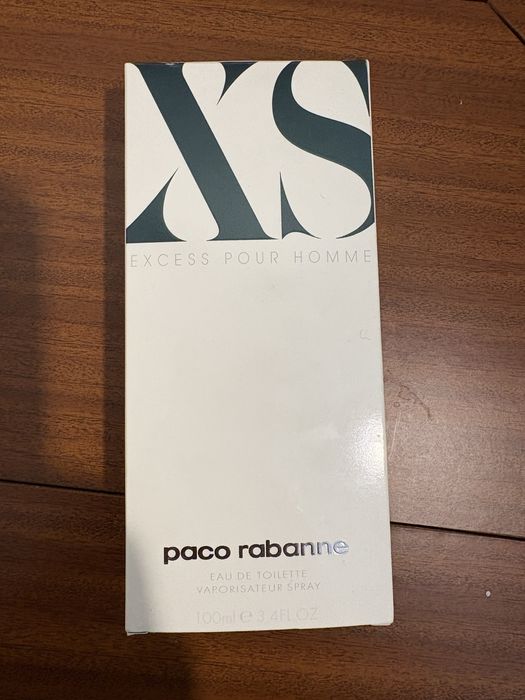 XS
EXCESS POUR HOMME
paco rabanne
EAU DE TOILETTE
VAPORISATEUR SPRAY
100ml e 3.4FL.OZ